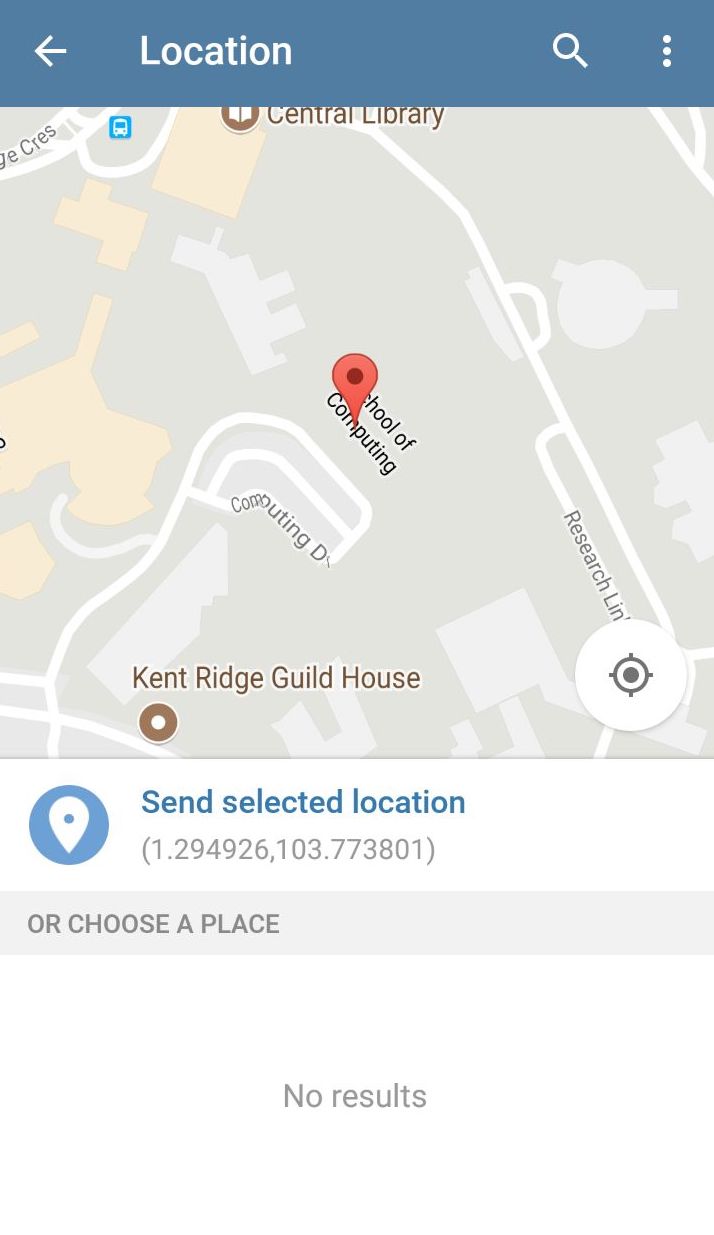 Location
Central Library
ge Cres
School of
Computing
Computing Dr
Research Link
Kent Ridge Guild House
Send selected location
(1.294926,103.773801)
OR CHOOSE A PLACE
No results